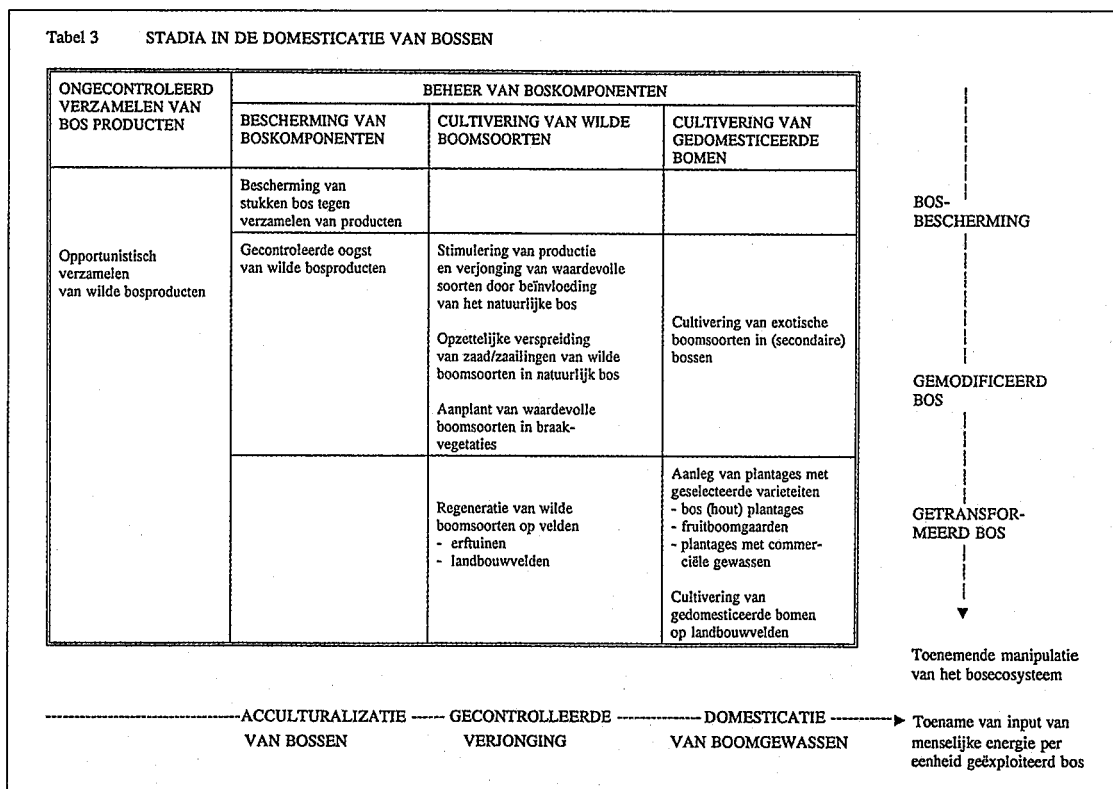 Tabel 3 STADIA IN DE DOMESTICATIE VAN BOSSEN
ONGECONTROLEERD
VERZAMELEN VAN
BOS PRODUCTEN
BEHEER VAN BOSKOMPONENTEN
BESCHERMING VAN
BOSKOMPONENTEN
CULTIVERING VAN WILDE
BOOMSOORTEN
CULTIVERING VAN
GEDOMESTICEERDE
BOMEN
Bescherming van
stukken bos tegen
verzamelen van producten
Opportunistisch
verzamelen
van wilde bosproducten
Gecontroleerde oogst
van wilde bosproducten
Stimulering van productie
en verjonging van waardevolle
soorten door beïnvloeding
van het natuurlijke bos
Opzettelijke verspreiding
van zaad/zaailingen van wilde
boomsoorten in natuurlijk bos
Aanplant van waardevolle
boomsoorten in braak-
vegetaties
Cultivering van exotische
boomsoorten in (secondaire)
bossen
Regeneratie van wilde
boomsoorten op velden
- erftuinen
- landbouwvelden
Aanleg van plantages met
geselecteerde varieteiten
- bos (hout) plantages
- fruitboomgaarden
- plantages met commer-
ciële gewassen
Cultivering van
gedomesticeerde bomen
op landbouwvelden
BOS-
BESCHERMING
GEMODIFICEERD
BOS
GETRANSFOR-
MEERD BOS
Toenemende manipulatie
van het bosecosysteem
ACCULTURALIZATIE
VAN BOSSEN
GECONTROLLEERDE
VERJONGING
DOMESTICATIE
VAN BOOMGEWASSEN
Toename van input van
menselijke energie per
eenheid geëxploiteerd bos